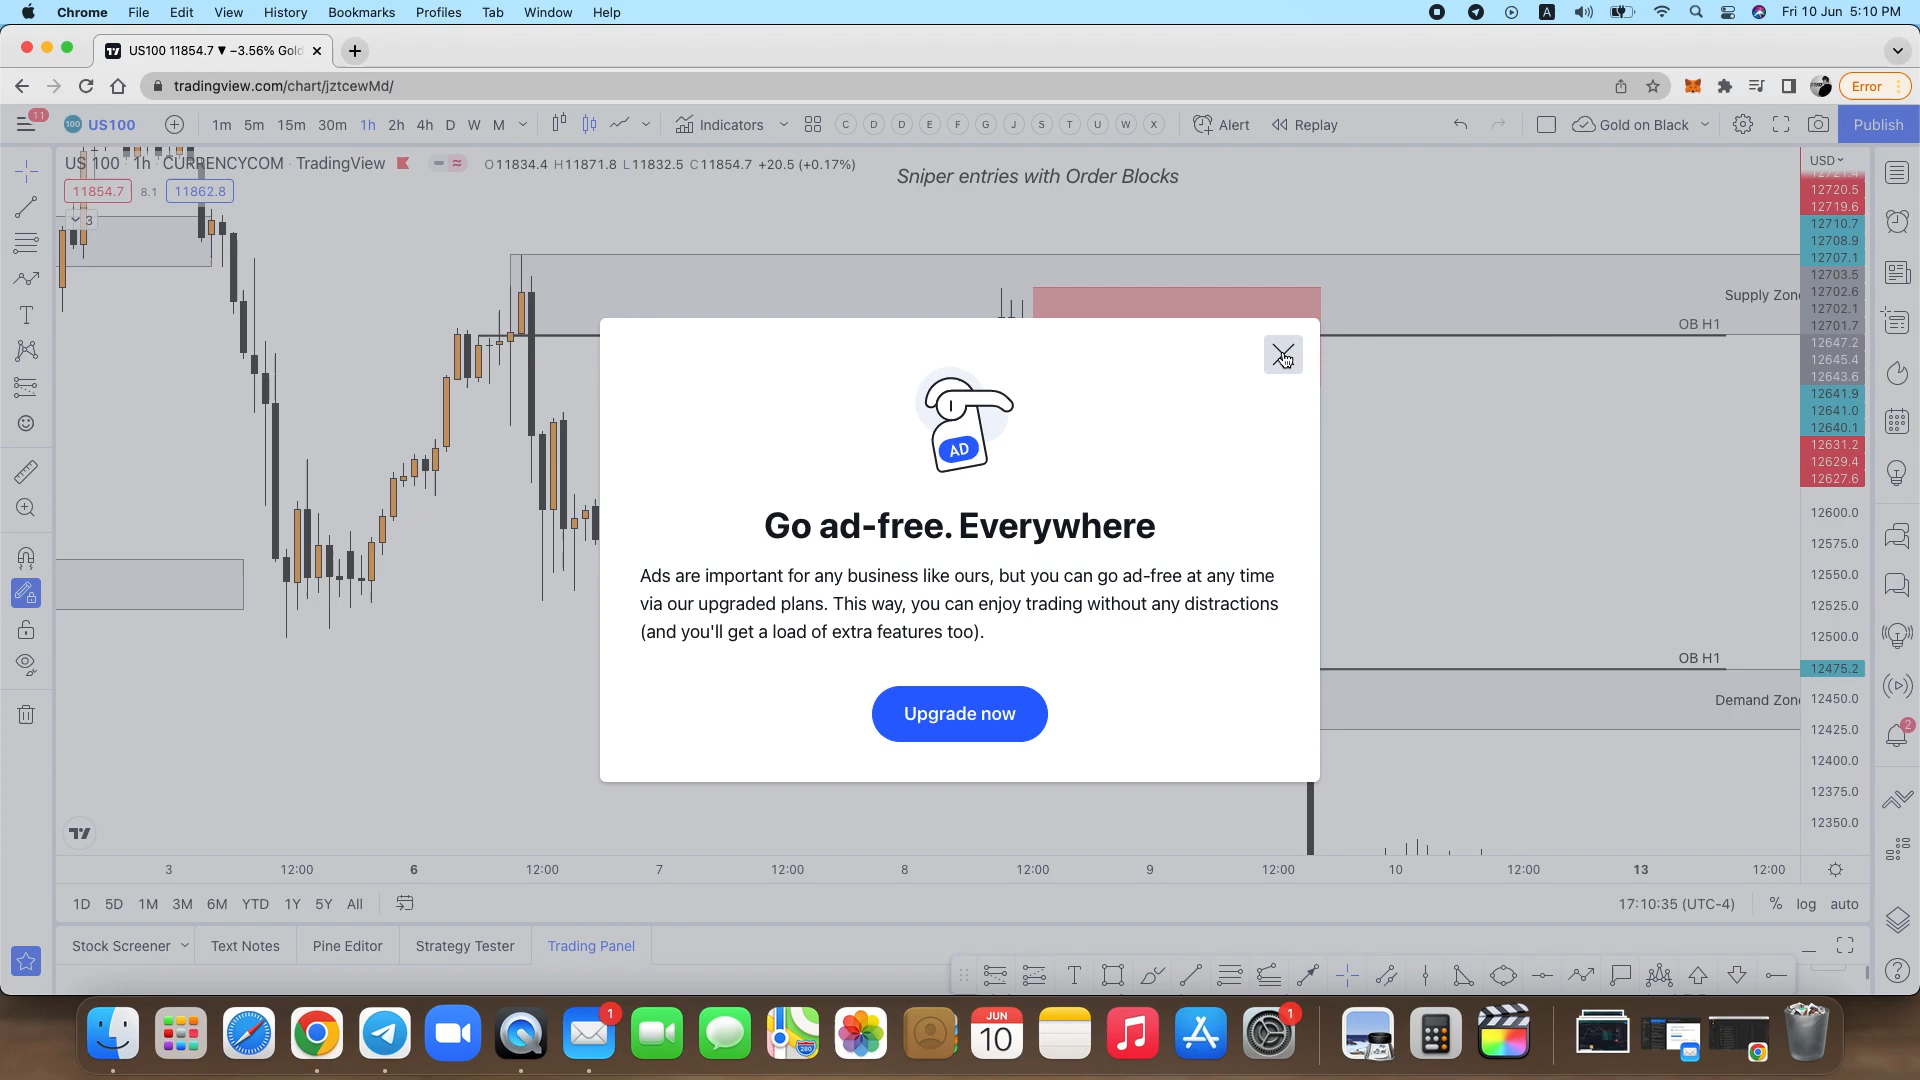 Chrome File Edit View History Bookmarks Profiles Tab Window Help A Fri 10 Jun 5:10 PM
US100 11854.7 ▼ −3.56% Gold
tradingview.com/chart/jztcewMd/ Error
11 100 US100 1m 5m 15m 30m 1h 2h 4h D W M Indicators C D D E F G J S T U W X Alert Replay Gold on Black Publish
US 100 · 1h · CURRENCYCOM · TradingView O11834.4 H11871.8 L11832.5 C11854.7 +20.5 (+0.17%) USD
11854.7 8.1 11862.8
3
Sniper entries with Order Blocks
12721.4
12720.5
12719.6
12710.7
12708.9
12707.1
12703.5
Supply Zon
12702.6
12702.1
OB H1
12701.7
12647.2
12645.4
12643.6
12641.9
12641.0
12640.1
12631.2
12629.4
12627.6
12600.0
12575.0
12550.0
12525.0
12500.0
OB H1
12475.2
Demand Zon
12450.0
12425.0
12400.0
12375.0
12350.0
AD
Go ad-free. Everywhere
Ads are important for any business like ours, but you can go ad-free at any time
via our upgraded plans. This way, you can enjoy trading without any distractions
(and you'll get a load of extra features too).
Upgrade now
2
3 12:00 6 12:00 7 12:00 8 12:00 9 12:00 10 12:00 13 12:00
1D 5D 1M 3M 6M YTD 1Y 5Y All 17:10:35 (UTC-4) % log auto
Stock Screener Text Notes Pine Editor Strategy Tester Trading Panel
1 JUN 10 1